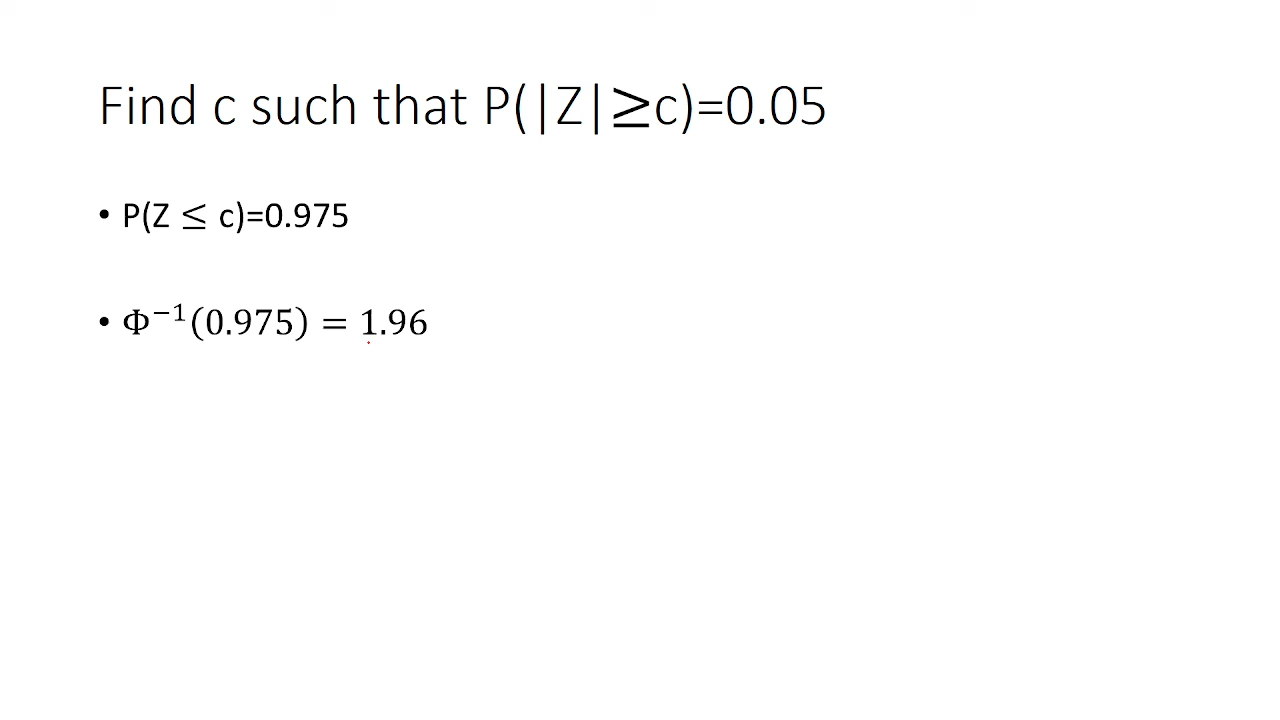 Find c such that P(|Z|≥c)=0.05
• P(Z ≤ c)=0.975
• Φ⁻¹(0.975) = 1.96